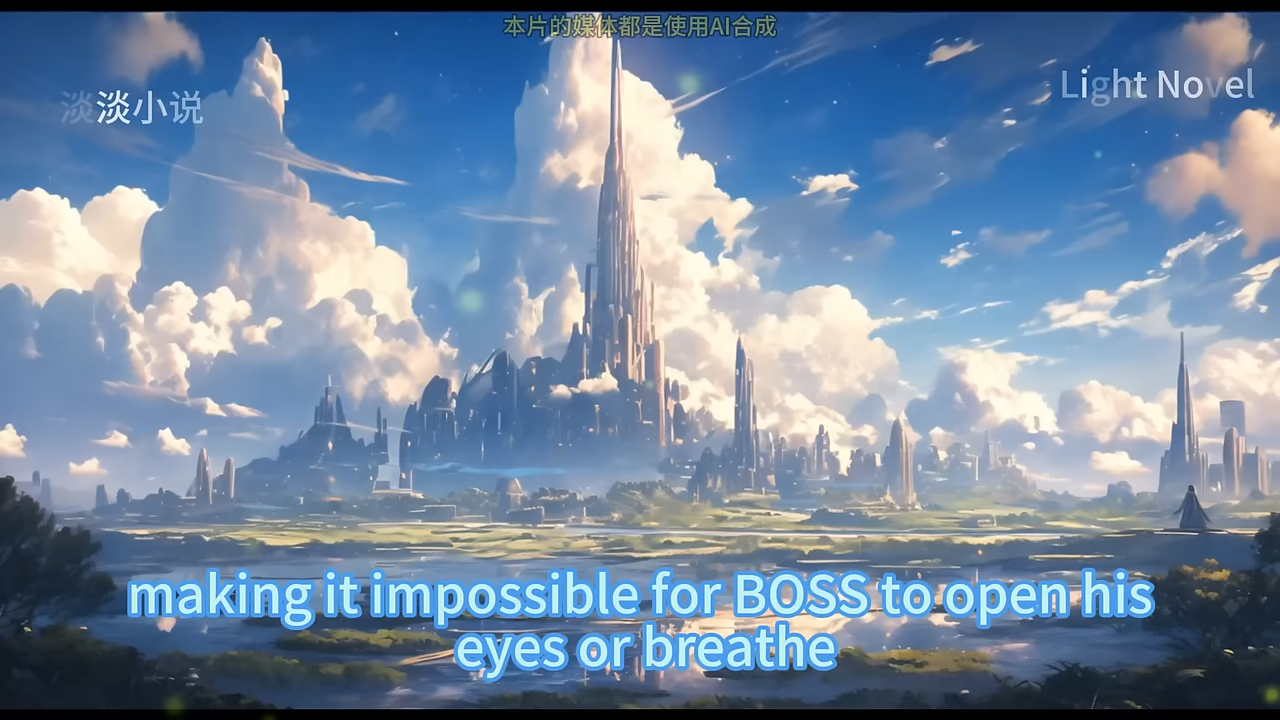 本片的媒体都是使用AI合成
淡淡小说
Light Novel
making it impossible for BOSS to open his
eyes or breathe